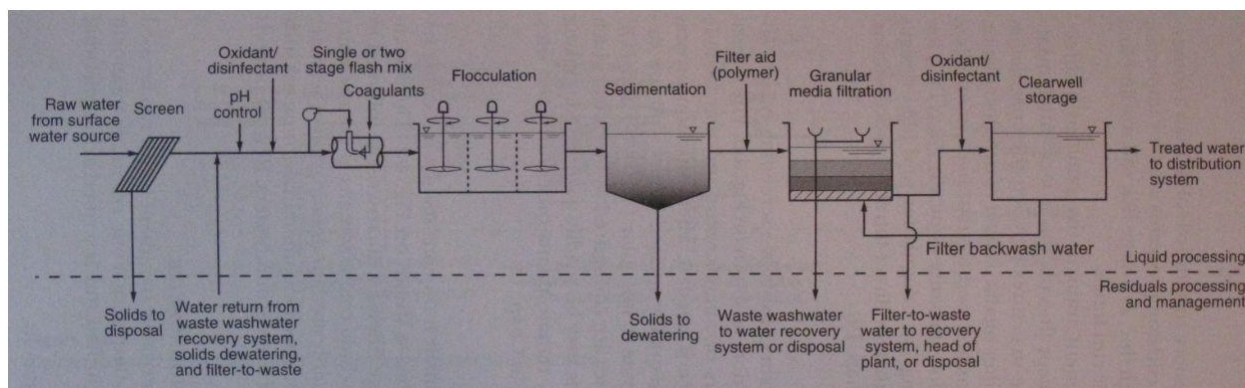 Raw water
from surface
water source
Screen
pH
control
Oxidant/
disinfectant
Single or two
stage flash mix
Coagulants
Flocculation
Sedimentation
Filter aid
(polymer)
Granular
media filtration
Oxidant/
disinfectant
Clearwell
storage
Treated water
to distribution
system
Filter backwash water
Liquid processing
Residuals processing
and management
Solids to
disposal
Water return from
waste washwater
recovery system,
solids dewatering,
and filter-to-waste
Solids to
dewatering
Waste washwater
to water recovery
system or disposal
Filter-to-waste
water to recovery
system, head of
plant, or disposal